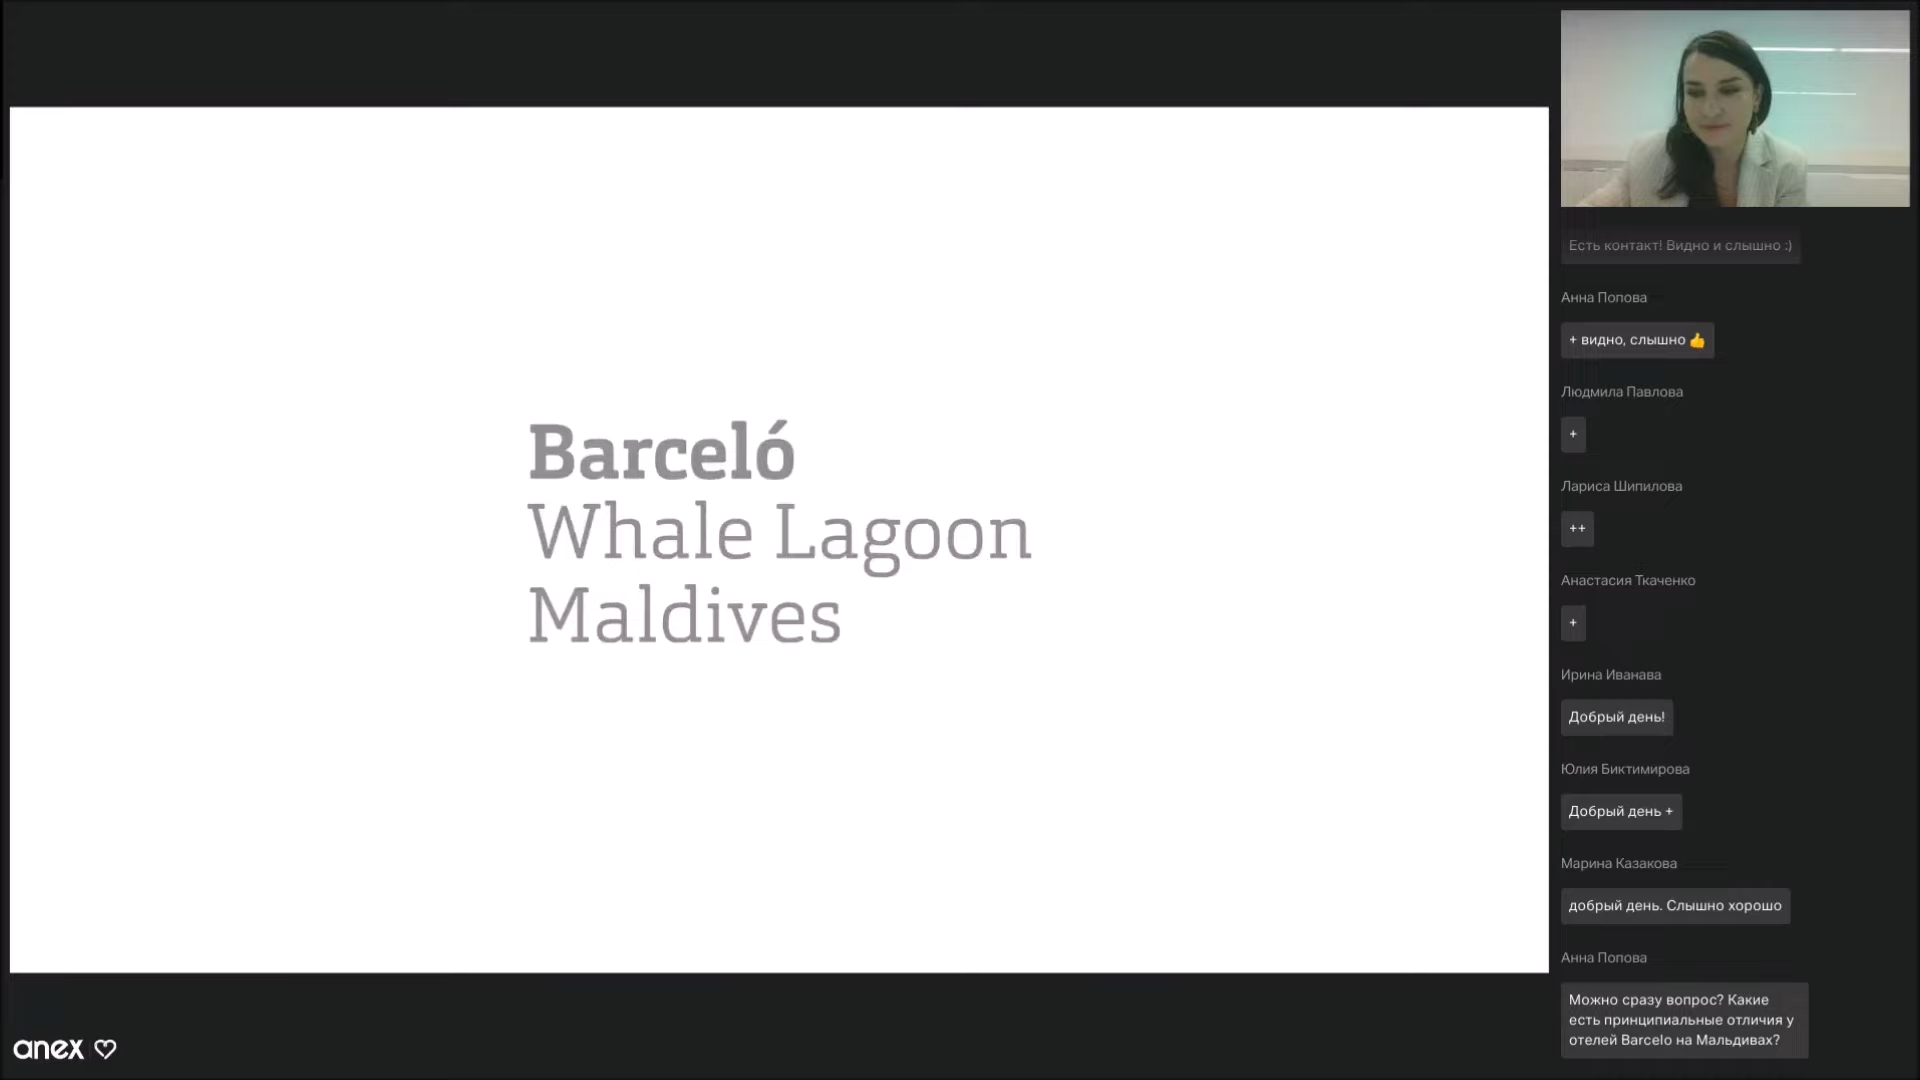 Barceló
Whale Lagoon
Maldives
Есть контакт! Видно и слышно :)
Анна Попова
+ видно, слышно 👍
Людмила Павлова
+
Лариса Шипилова
++
Анастасия Ткаченко
+
Ирина Иванава
Добрый день!
Юлия Биктимирова
Добрый день +
Марина Казакова
добрый день. Слышно хорошо
Анна Попова
Можно сразу вопрос? Какие
есть принципиальные отличия у
отелей Barcelo на Мальдивах?
anex